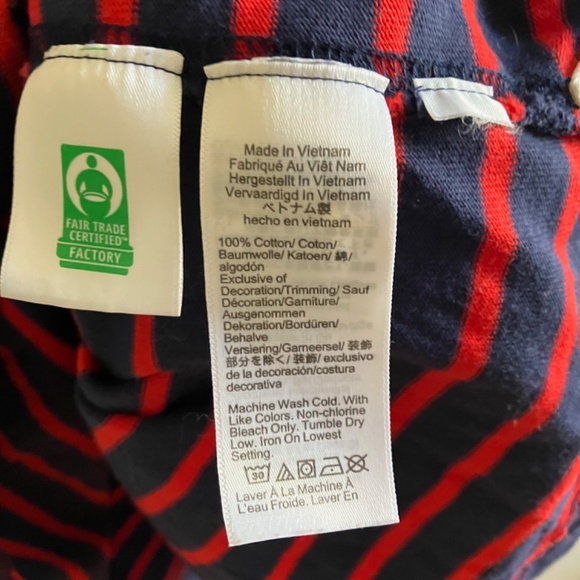 FAIR TRADE
CERTIFIED™
FACTORY
Made In Vietnam
Fabriqué Au Viêt Nam
Hergestellt In Vietnam
Vervaardigd In Vietnam
ベトナム製
hecho en vietnam
100% Cotton/ Coton/
Baumwolle/ Katoen/ 綿/
algodón
Exclusive of
Decoration/Trimming/ Sauf
Décoration/Garniture/
Ausgenommen
Dekoration/Bordüren/
Behalve
Versiering/Gameersel/ 装飾
部分を除く/ 装飾/ exclusivo
de la decoración/costura
decorativa
Machine Wash Cold. With
Like Colors. Non-chlorine
Bleach Only. Tumble Dry
Low. Iron On Lowest
Setting.
30
Laver À La Machine À
L'eau Froide. Laver En